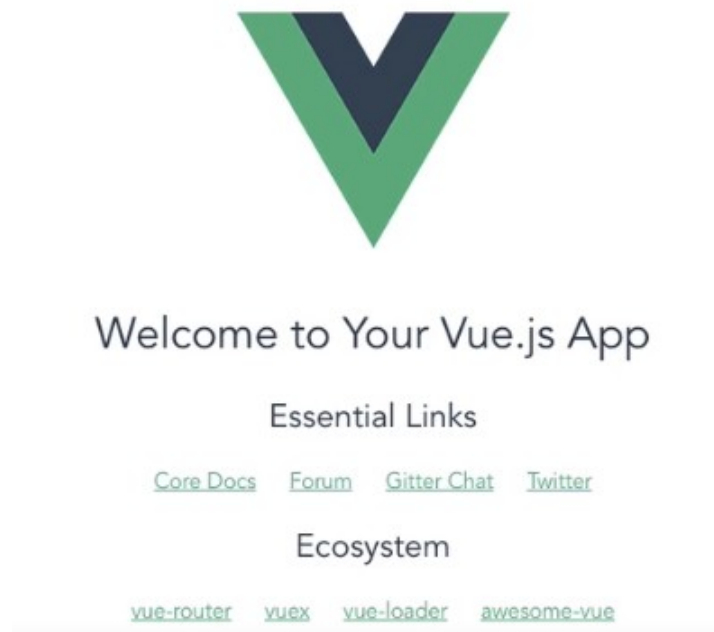 Welcome to Your Vue.js App
Essential Links
Core Docs Forum Gitter Chat Twitter
Ecosystem
vue-router vuex vue-loader awesome-vue